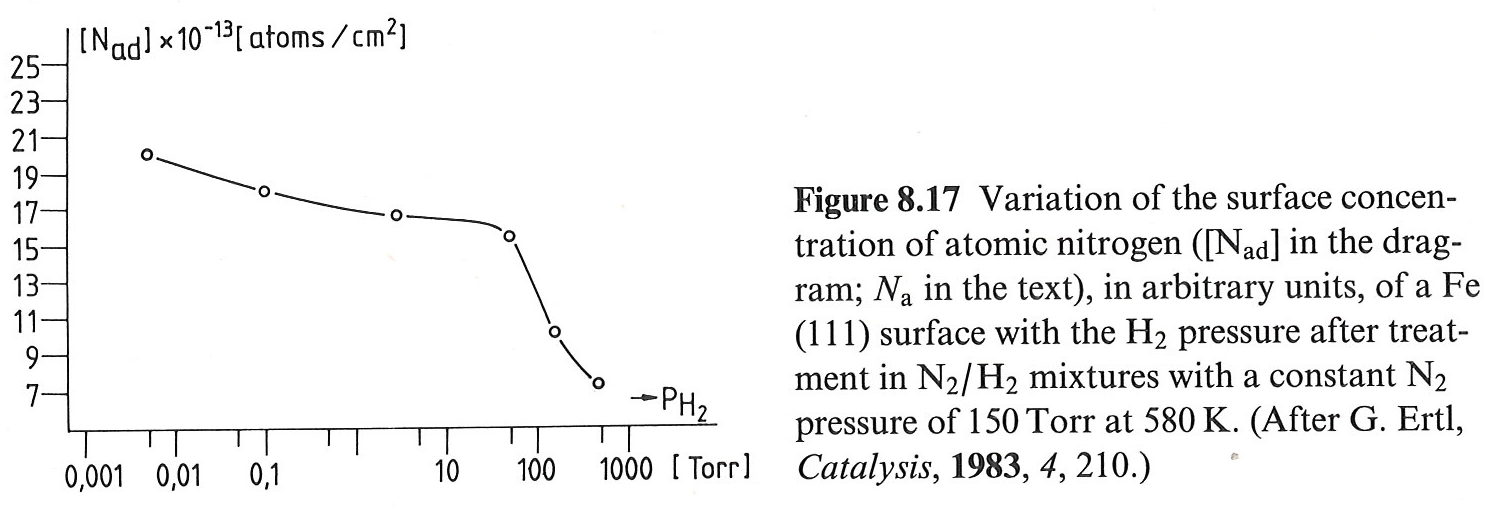 [Nad] ×10⁻¹³[atoms/cm²]
25
23
21
19
17
15
13
11
9
7
→PH₂
0,001 0,01 0,1 10 100 1000 [Torr]
Figure 8.17 Variation of the surface concen-
tration of atomic nitrogen ([Nad] in the drag-
ram; Na in the text), in arbitrary units, of a Fe
(111) surface with the H₂ pressure after treat-
ment in N₂/H₂ mixtures with a constant N₂
pressure of 150 Torr at 580 K. (After G. Ertl,
Catalysis, 1983, 4, 210.)